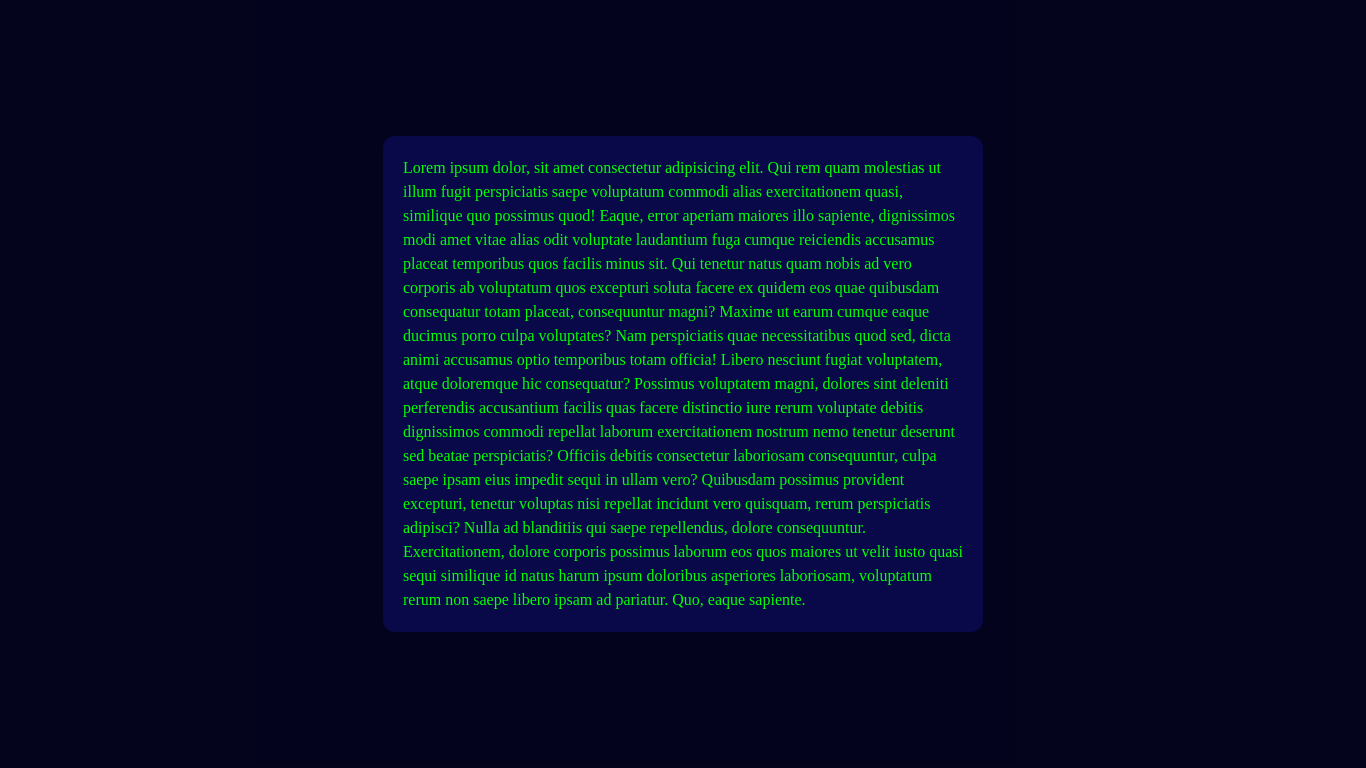 Lorem ipsum dolor, sit amet consectetur adipisicing elit. Qui rem quam molestias ut
illum fugit perspiciatis saepe voluptatum commodi alias exercitationem quasi,
similique quo possimus quod! Eaque, error aperiam maiores illo sapiente, dignissimos
modi amet vitae alias odit voluptate laudantium fuga cumque reiciendis accusamus
placeat temporibus quos facilis minus sit. Qui tenetur natus quam nobis ad vero
corporis ab voluptatum quos excepturi soluta facere ex quidem eos quae quibusdam
consequatur totam placeat, consequuntur magni? Maxime ut earum cumque eaque
ducimus porro culpa voluptates? Nam perspiciatis quae necessitatibus quod sed, dicta
animi accusamus optio temporibus totam officia! Libero nesciunt fugiat voluptatem,
atque doloremque hic consequatur? Possimus voluptatem magni, dolores sint deleniti
perferendis accusantium facilis quas facere distinctio iure rerum voluptate debitis
dignissimos commodi repellat laborum exercitationem nostrum nemo tenetur deserunt
sed beatae perspiciatis? Officiis debitis consectetur laboriosam consequuntur, culpa
saepe ipsam eius impedit sequi in ullam vero? Quibusdam possimus provident
excepturi, tenetur voluptas nisi repellat incidunt vero quisquam, rerum perspiciatis
adipisci? Nulla ad blanditiis qui saepe repellendus, dolore consequuntur.
Exercitationem, dolore corporis possimus laborum eos quos maiores ut velit iusto quasi
sequi similique id natus harum ipsum doloribus asperiores laboriosam, voluptatum
rerum non saepe libero ipsam ad pariatur. Quo, eaque sapiente.